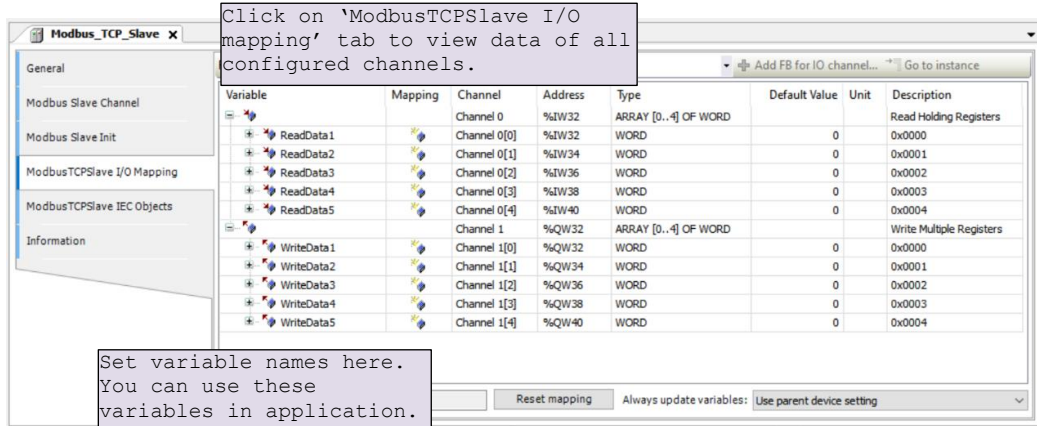 Modbus_TCP_Slave X
Click on ‘ModbusTCPSlave I/O
mapping’ tab to view data of all
configured channels.
General
Modbus Slave Channel
Modbus Slave Init
ModbusTCPSlave I/O Mapping
ModbusTCPSlave IEC Objects
Information
Add FB for IO channel... Go to instance
Variable Mapping Channel Address Type Default Value Unit Description
Channel 0 %IW32 ARRAY [0..4] OF WORD Read Holding Registers
ReadData1 Channel 0[0] %IW32 WORD 0 0x0000
ReadData2 Channel 0[1] %IW34 WORD 0 0x0001
ReadData3 Channel 0[2] %IW36 WORD 0 0x0002
ReadData4 Channel 0[3] %IW38 WORD 0 0x0003
ReadData5 Channel 0[4] %IW40 WORD 0 0x0004
Channel 1 %QW32 ARRAY [0..4] OF WORD Write Multiple Registers
WriteData1 Channel 1[0] %QW32 WORD 0 0x0000
WriteData2 Channel 1[1] %QW34 WORD 0 0x0001
WriteData3 Channel 1[2] %QW36 WORD 0 0x0002
WriteData4 Channel 1[3] %QW38 WORD 0 0x0003
WriteData5 Channel 1[4] %QW40 WORD 0 0x0004
Set variable names here.
You can use these
variables in application.
Reset mapping Always update variables: Use parent device setting